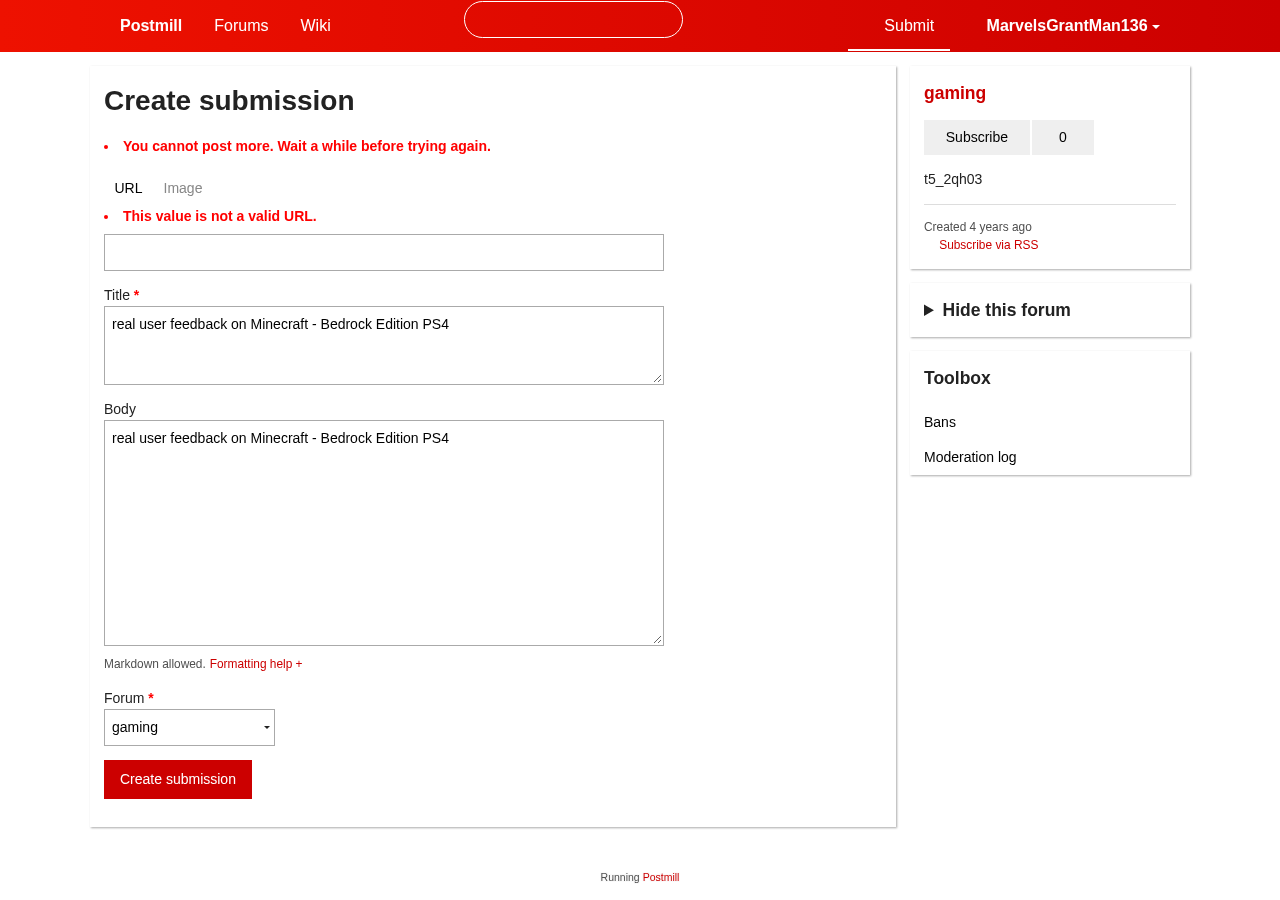 Postmill Forums Wiki Submit MarvelsGrantMan136
Create submission
You cannot post more. Wait a while before trying again.
URL Image
This value is not a valid URL.
Title *
real user feedback on Minecraft - Bedrock Edition PS4
Body
real user feedback on Minecraft - Bedrock Edition PS4
Markdown allowed. Formatting help +
Forum *
gaming
Create submission
gaming
Subscribe 0
t5_2qh03
Created 4 years ago
Subscribe via RSS
Hide this forum
Toolbox
Bans
Moderation log
Running Postmill